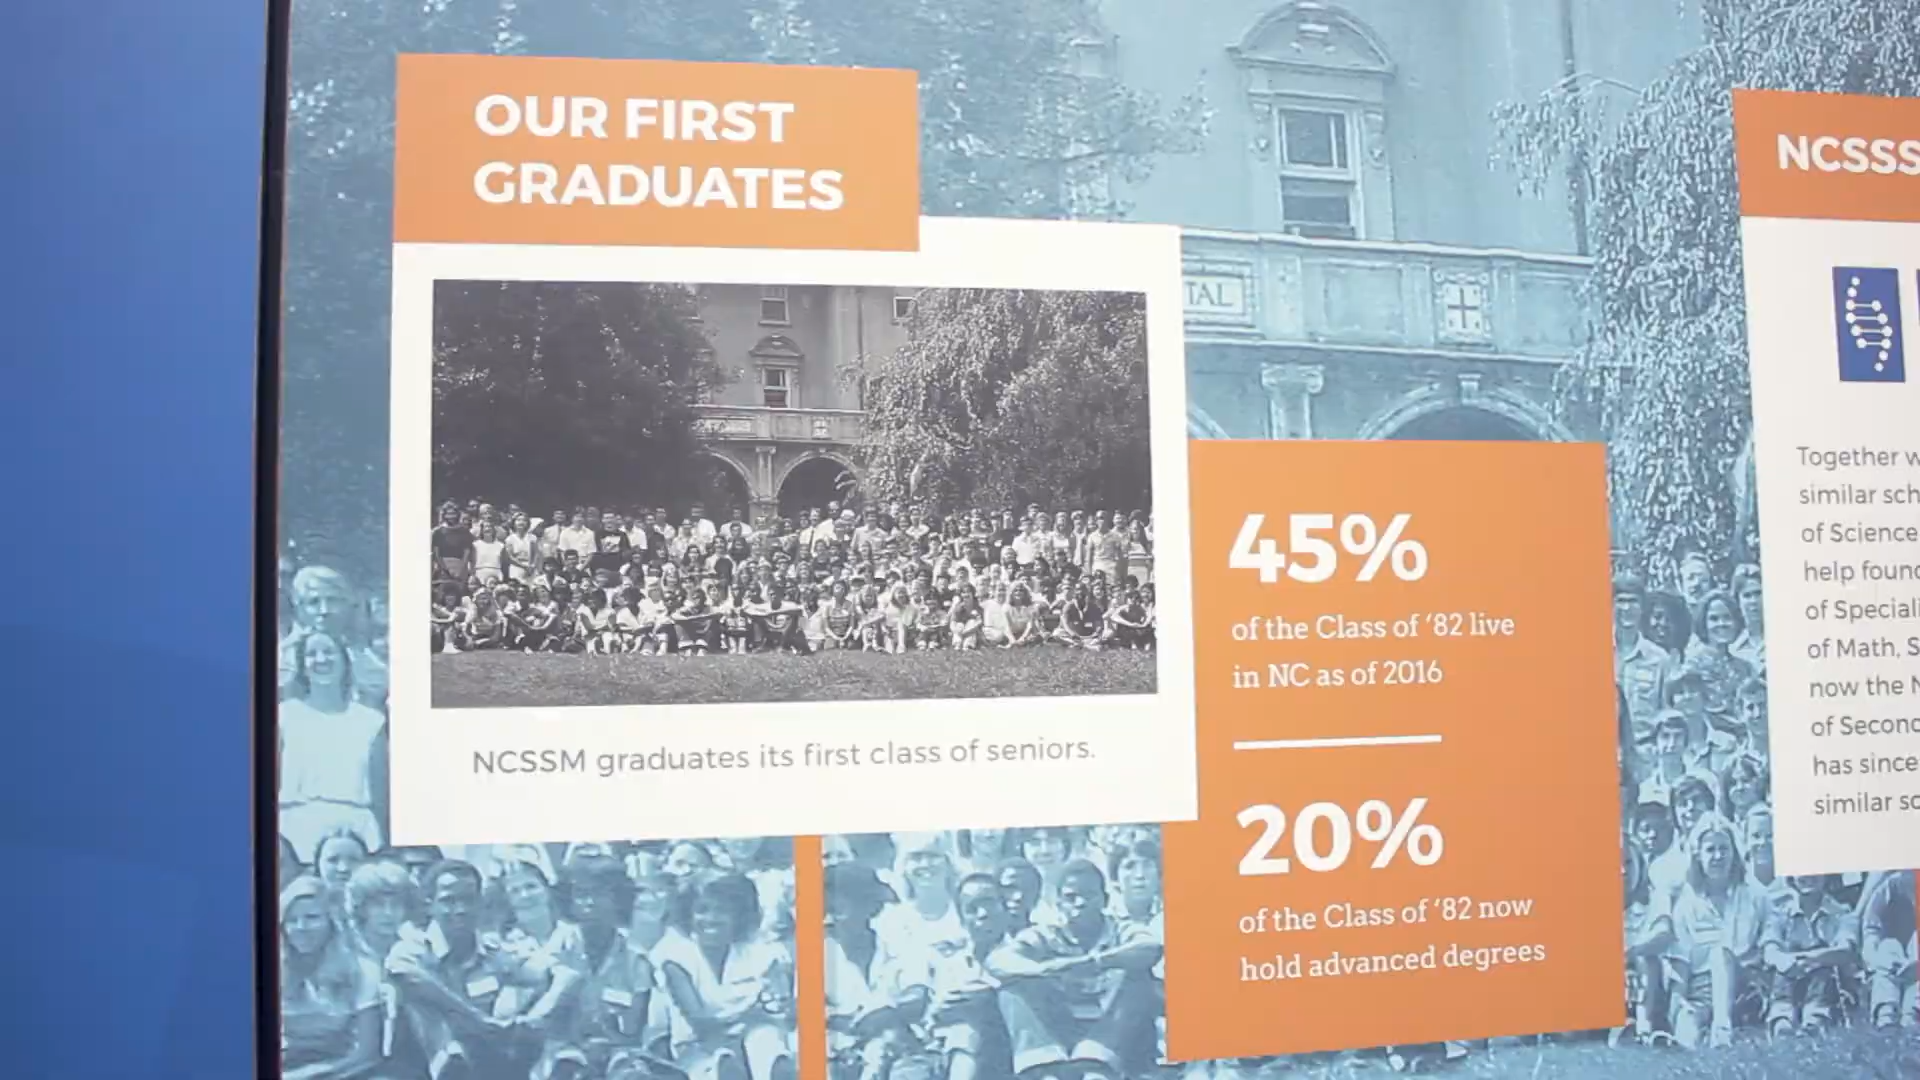 OUR FIRST
GRADUATES
NCSSM graduates its first class of seniors.
TAL
45%
of the Class of ‘82 live
in NC as of 2016
20%
of the Class of ‘82 now
hold advanced degrees
NCSSS
Together
similar sch
of Science
help found
of Speciali
of Math, S
now the N
of Second
has since
similar sc